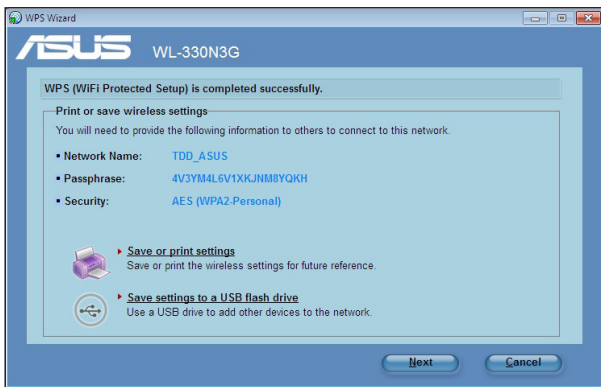 WPS Wizard
ASUS WL-330N3G
WPS (WiFi Protected Setup) is completed successfully.
Print or save wireless settings
You will need to provide the following information to others to connect to this network.
Network Name: TDD_ASUS
Passphrase: 4V3YM4L6V1XKJNM8YQKH
Security: AES (WPA2-Personal)
Save or print settings
Save or print the wireless settings for future reference.
Save settings to a USB flash drive
Use a USB drive to add other devices to the network.
Next Cancel